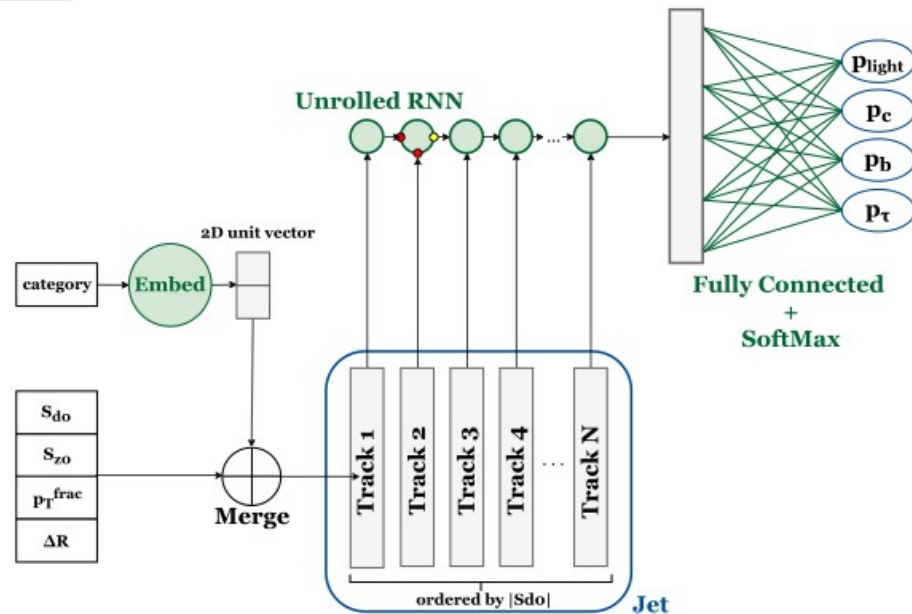 Unrolled RNN
...
p_light
p_c
p_b
p_τ
Fully Connected
+
SoftMax
2D unit vector
category
Embed
S_d0
S_z0
p_T^frac
ΔR
Merge
Track 1
Track 2
Track 3
Track 4
...
Track N
ordered by |Sd0|
Jet